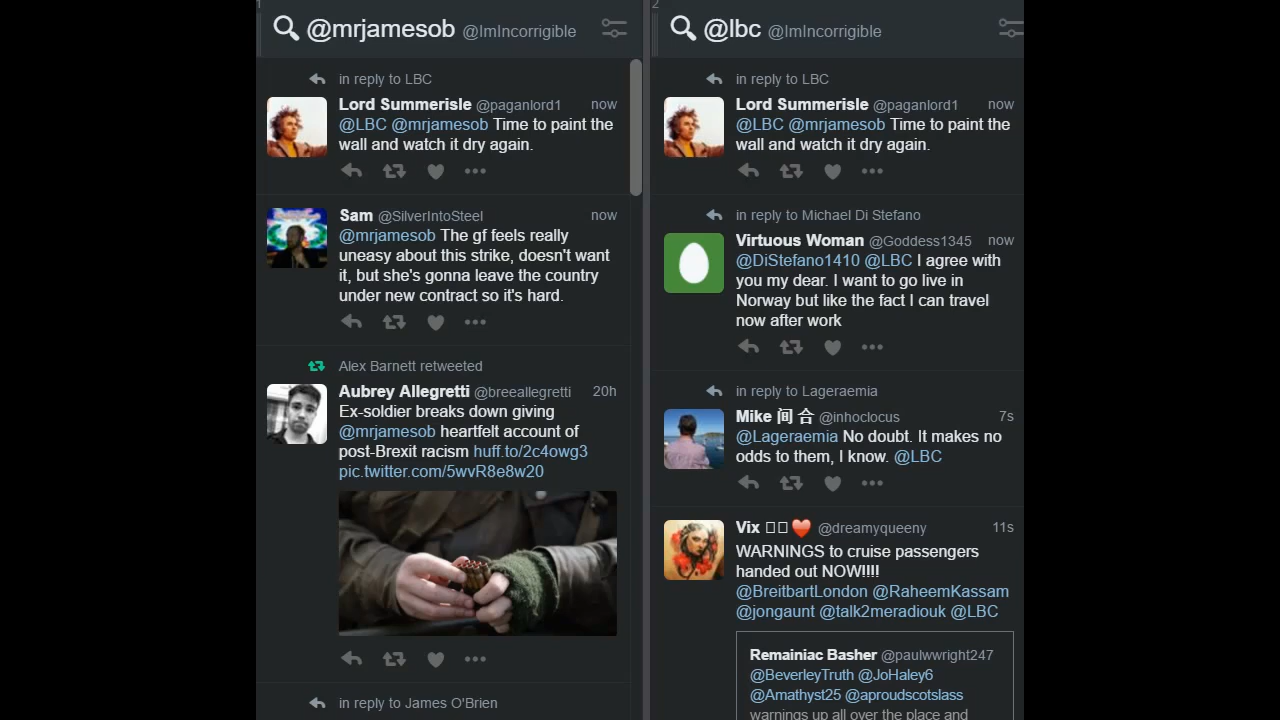 1
@mrjamesob @ImIncorrigible
in reply to LBC
Lord Summerisle @paganlord1 now
@LBC @mrjamesob Time to paint the
wall and watch it dry again.
Sam @SilverIntoSteel now
@mrjamesob The gf feels really
uneasy about this strike, doesn't want
it, but she's gonna leave the country
under new contract so it's hard.
Alex Barnett retweeted
Aubrey Allegretti @breeallegretti 20h
Ex-soldier breaks down giving
@mrjamesob heartfelt account of
post-Brexit racism huff.to/2c4owg3
pic.twitter.com/5wvR8e8w20
in reply to James O'Brien
2
@lbc @ImIncorrigible
in reply to LBC
Lord Summerisle @paganlord1 now
@LBC @mrjamesob Time to paint the
wall and watch it dry again.
in reply to Michael Di Stefano
Virtuous Woman @Goddess1345 now
@DiStefano1410 @LBC I agree with
you my dear. I want to go live in
Norway but like the fact I can travel
now after work
in reply to Lageraemia
Mike 间 合 @inhoclocus 7s
@Lageraemia No doubt. It makes no
odds to them, I know. @LBC
Vix @dreamyqueeny 11s
WARNINGS to cruise passengers
handed out NOW!!!!
@BreitbartLondon @RaheemKassam
@jongaunt @talk2meradiouk @LBC
Remainiac Basher @paulwwright247
@BeverleyTruth @JoHaley6
@Amathyst25 @aproudscotslass
warnings up all over the place and